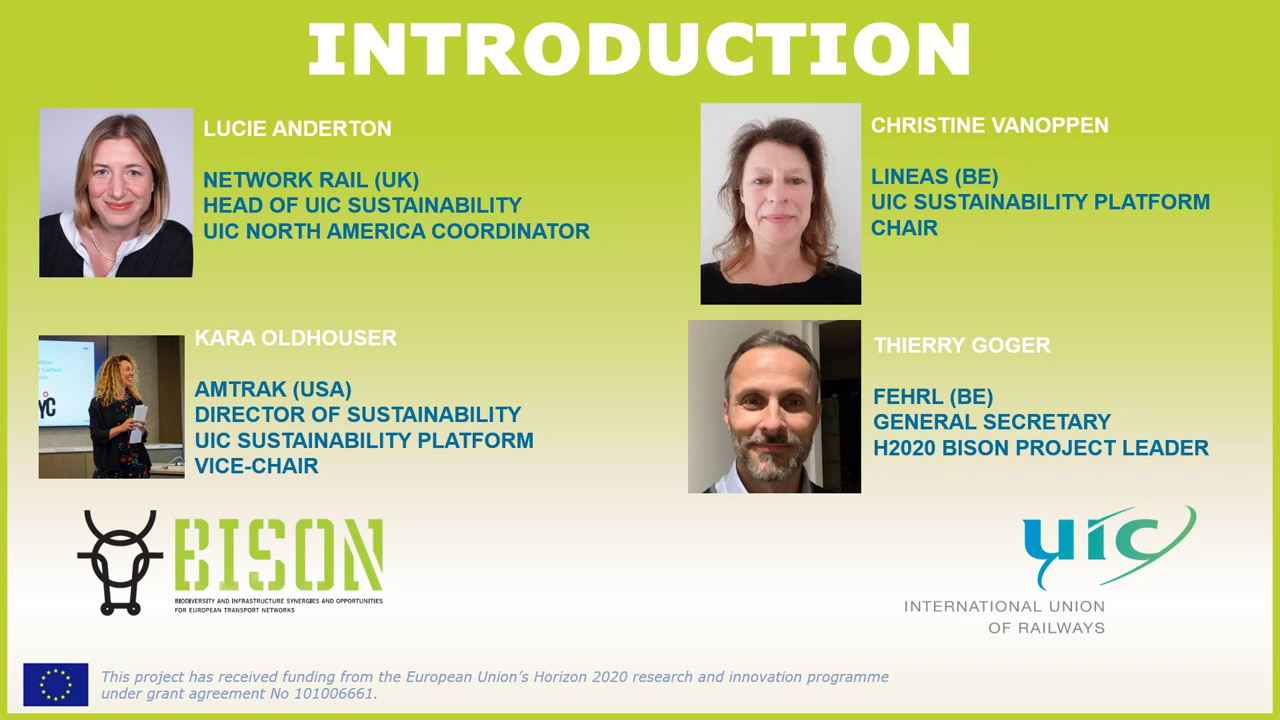 INTRODUCTION
LUCIE ANDERTON
NETWORK RAIL (UK)
HEAD OF UIC SUSTAINABILITY
UIC NORTH AMERICA COORDINATOR
CHRISTINE VANOPPEN
LINEAS (BE)
UIC SUSTAINABILITY PLATFORM
CHAIR
KARA OLDHOUSER
AMTRAK (USA)
DIRECTOR OF SUSTAINABILITY
UIC SUSTAINABILITY PLATFORM
VICE-CHAIR
THIERRY GOGER
FEHRL (BE)
GENERAL SECRETARY
H2020 BISON PROJECT LEADER
BISON
BIODIVERSITY AND INFRASTRUCTURE SYNERGIES AND OPPORTUNITIES
FOR EUROPEAN TRANSPORT NETWORKS
uic
INTERNATIONAL UNION
OF RAILWAYS
This project has received funding from the European Union's Horizon 2020 research and innovation programme
under grant agreement No 101006661.